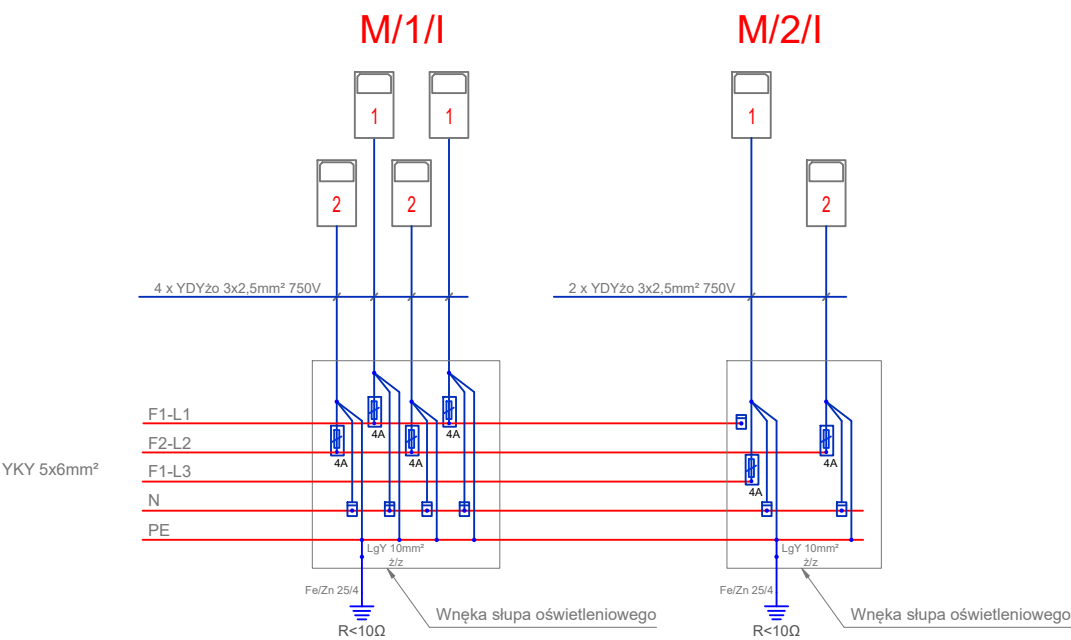 M/1/I
M/2/I
1
1
1
2
2
2
4 x YDYżo 3x2,5mm² 750V
2 x YDYżo 3x2,5mm² 750V
F1-L1
4A
4A
F2-L2
4A
4A
4A
YKY 5x6mm²
F1-L3
4A
N
PE
LgY 10mm²
ż/z
LgY 10mm²
ż/z
Fe/Zn 25/4
Fe/Zn 25/4
Wnęka słupa oświetleniowego
Wnęka słupa oświetleniowego
R<10Ω
R<10Ω